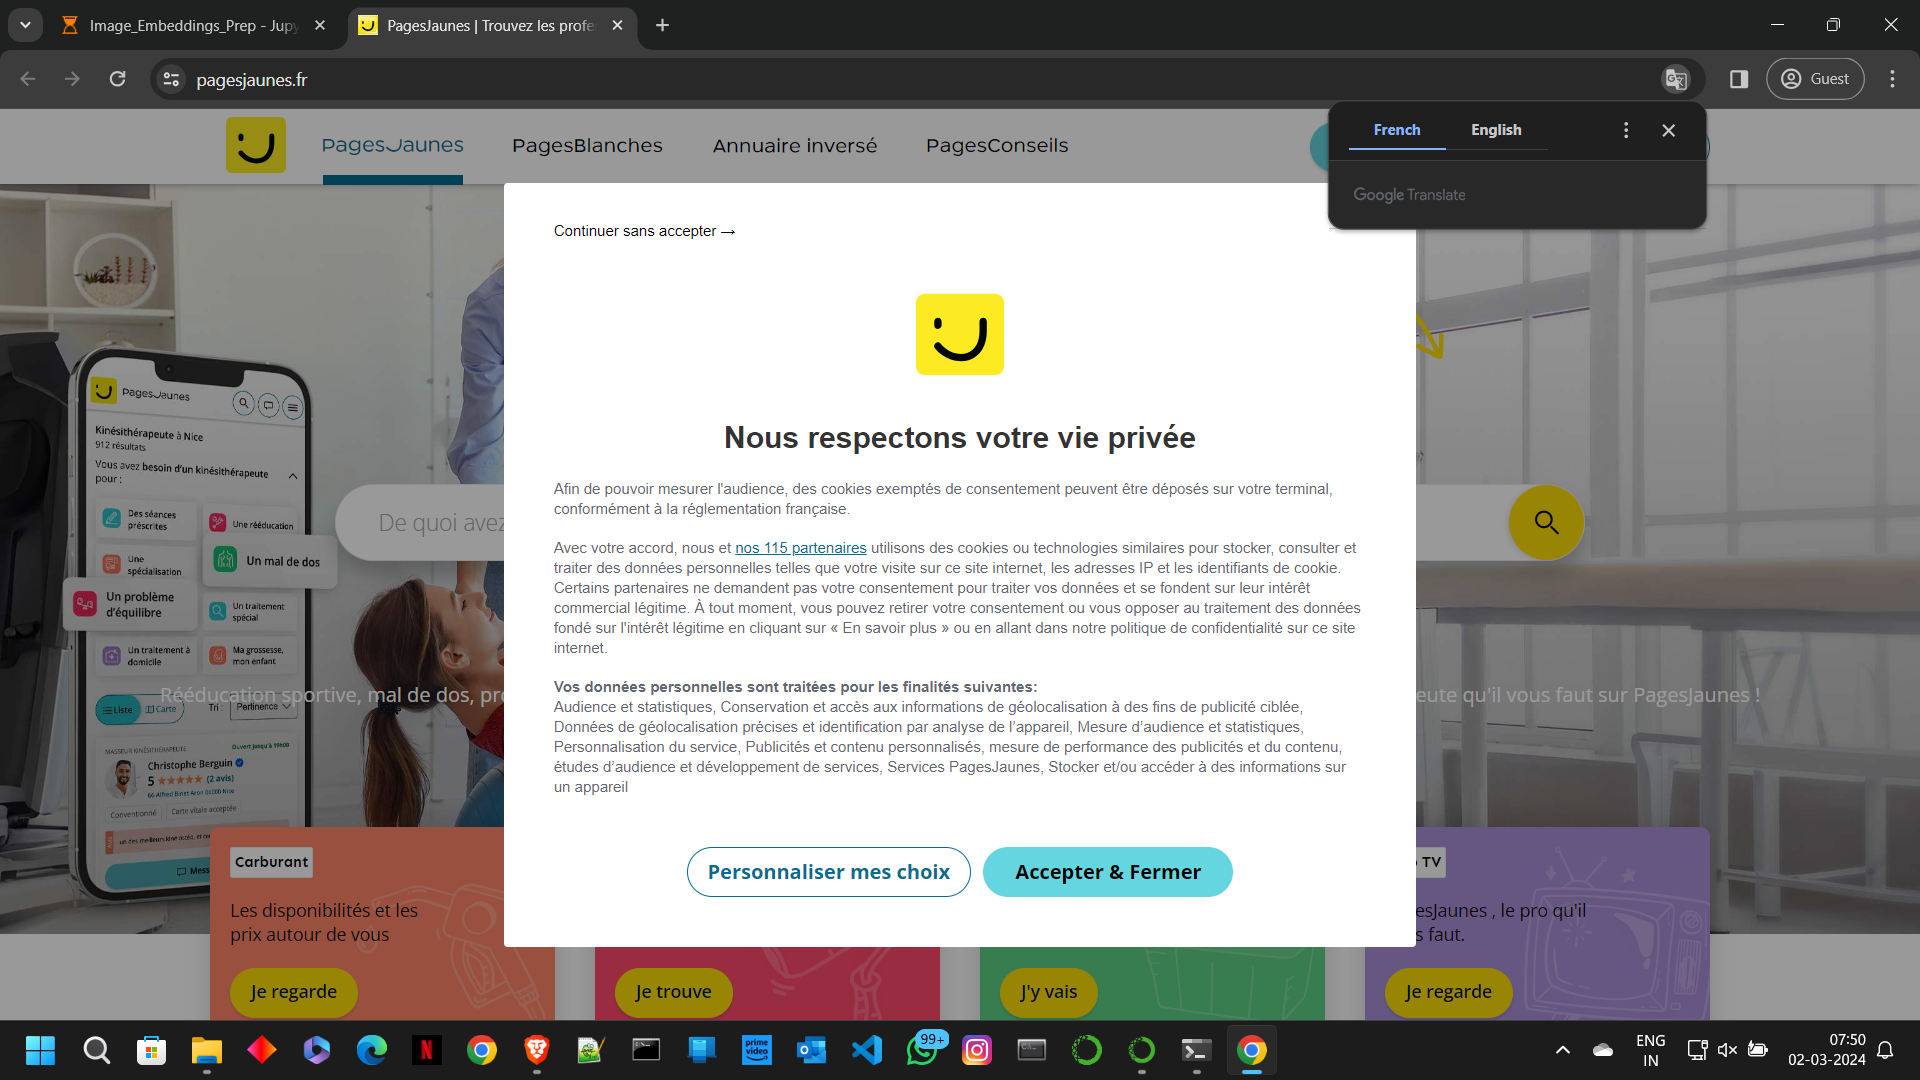 Image_Embeddings_Prep - Jupy
PagesJaunes | Trouvez les profe
pagesjaunes.fr
Guest
PagesJaunes
PagesBlanches
Annuaire inversé
PagesConseils
French
English
Google Translate
Continuer sans accepter →
Nous respectons votre vie privée
Afin de pouvoir mesurer l'audience, des cookies exemptés de consentement peuvent être déposés sur votre terminal,
conformément à la réglementation française.
Avec votre accord, nous et nos 115 partenaires utilisons des cookies ou technologies similaires pour stocker, consulter et
traiter des données personnelles telles que votre visite sur ce site internet, les adresses IP et les identifiants de cookie.
Certains partenaires ne demandent pas votre consentement pour traiter vos données et se fondent sur leur intérêt
commercial légitime. À tout moment, vous pouvez retirer votre consentement ou vous opposer au traitement des données
fondé sur l'intérêt légitime en cliquant sur « En savoir plus » ou en allant dans notre politique de confidentialité sur ce site
internet.
Vos données personnelles sont traitées pour les finalités suivantes:
Audience et statistiques, Conservation et accès aux informations de géolocalisation à des fins de publicité ciblée,
Données de géolocalisation précises et identification par analyse de l’appareil, Mesure d’audience et statistiques,
Personnalisation du service, Publicités et contenu personnalisés, mesure de performance des publicités et du contenu,
études d’audience et développement de services, Services PagesJaunes, Stocker et/ou accéder à des informations sur
un appareil
Personnaliser mes choix
Accepter & Fermer
PagesJaunes
Kinésithérapeute à Nice
912 résultats
Vous avez besoin d'un kinésithérapeute
pour :
Des séances
préscrites
Une rééducation
Une
spécialisation
Un mal de dos
Un problème
d'équilibre
Un traitement
spécial
Un traitement à
domicile
Ma grossesse,
mon enfant
Liste
Carte
Tri :
Pertinence
MASSEUR KINÉSITHÉRAPEUTE
Ouvert jusqu'à 19h00
Christophe Berguin
5
(2 avis)
66 Alfred Binet Aron 06200 Nice
Conventionné
Carte vitale acceptée
Mess
De quoi avez
Rééducation sportive, mal de dos, pro
eute qu'il vous faut sur PagesJaunes !
Carburant
Les disponibilités et les
prix autour de vous
Je regarde
Je trouve
J'y vais
TV
esJaunes , le pro qu'il
s faut.
Je regarde
prime
video
99+
ENG
IN
07:50
02-03-2024